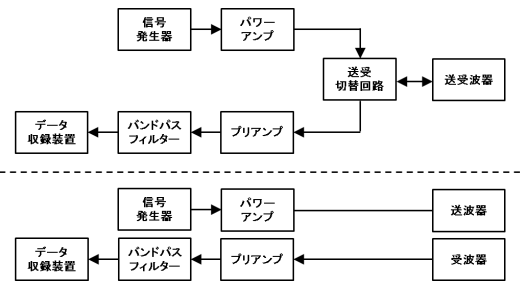 信号
発生器
パワー
アンプ
送受
切替回路
送受波器
データ
収録装置
バンドパス
フィルター
プリアンプ
信号
発生器
パワー
アンプ
送波器
データ
収録装置
バンドパス
フィルター
プリアンプ
受波器